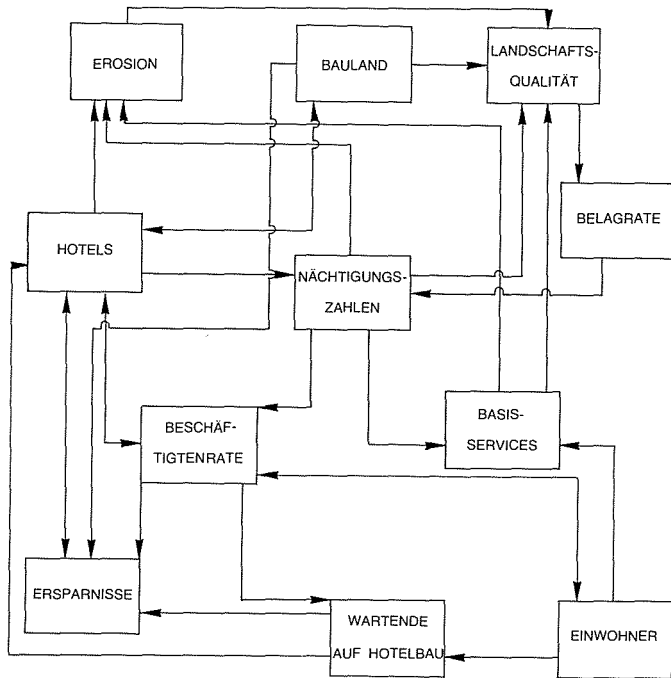 EROSION
BAULAND
LANDSCHAFTS-
QUALITÄT
BELAGRATE
HOTELS
NÄCHTIGUNGS-
ZAHLEN
BESCHÄF-
TIGTENRATE
BASIS-
SERVICES
ERSPARNISSE
WARTENDE
AUF HOTELBAU
EINWOHNER